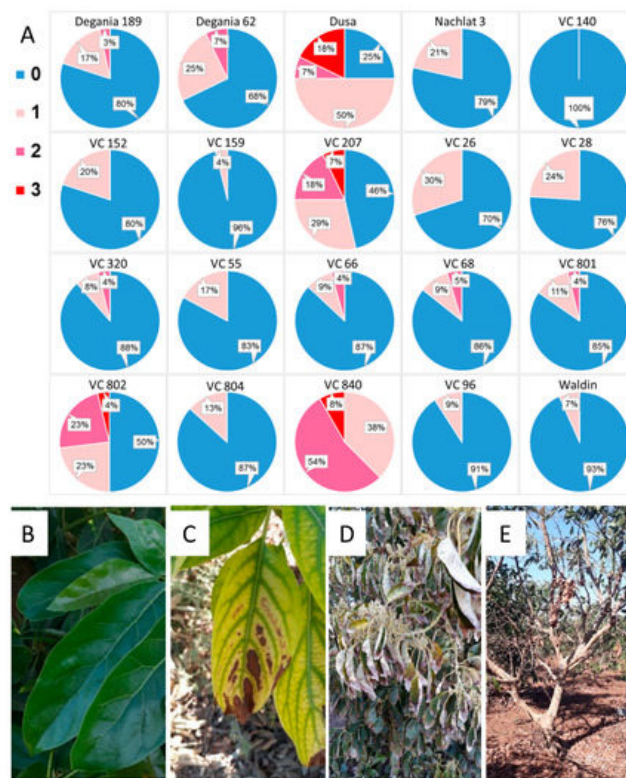 A
0
1
2
3
Degania 189
3%
17%
80%
Degania 62
7%
25%
68%
Dusa
18%
25%
7%
50%
Nachlat 3
21%
79%
VC 140
100%
VC 152
20%
80%
VC 159
4%
96%
VC 207
7%
18%
46%
29%
VC 26
30%
70%
VC 28
24%
76%
VC 320
4%
8%
88%
VC 55
17%
83%
VC 66
4%
9%
87%
VC 68
5%
9%
86%
VC 801
4%
11%
85%
VC 802
4%
23%
50%
23%
VC 804
13%
87%
VC 840
8%
38%
54%
VC 96
9%
91%
Waldin
7%
93%
B
C
D
E